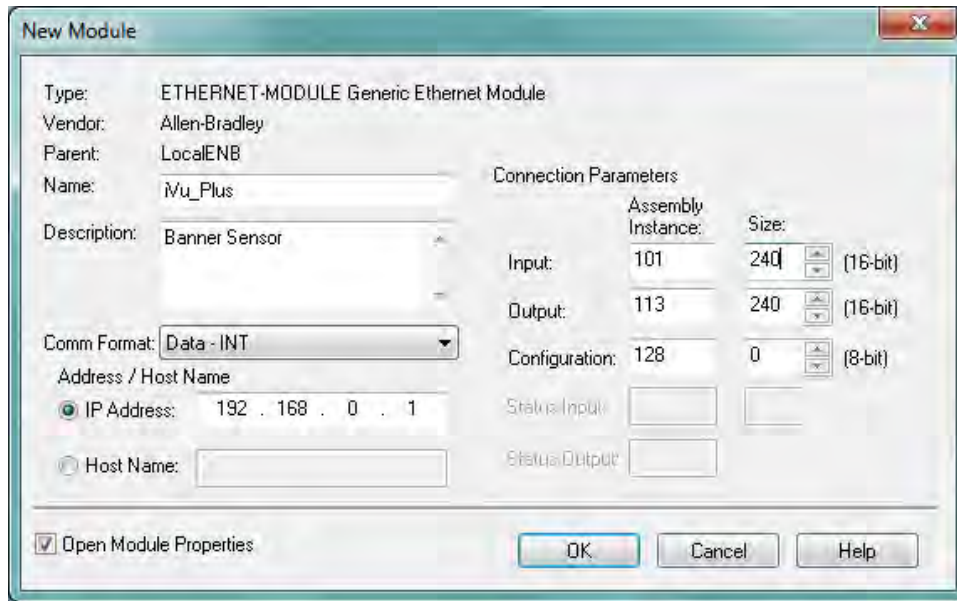 New Module
Type: ETHERNET-MODULE Generic Ethernet Module
Vendor: Allen-Bradley
Parent: LocalENB
Name: iVu_Plus
Description: Banner Sensor
Comm Format: Data - INT
Address / Host Name
IP Address: 192 . 168 . 0 . 1
Host Name:
Connection Parameters
Assembly
Instance: Size:
Input: 101 240 (16-bit)
Output: 113 240 (16-bit)
Configuration: 128 0 (8-bit)
Status Input:
Status Output:
Open Module Properties
OK Cancel Help